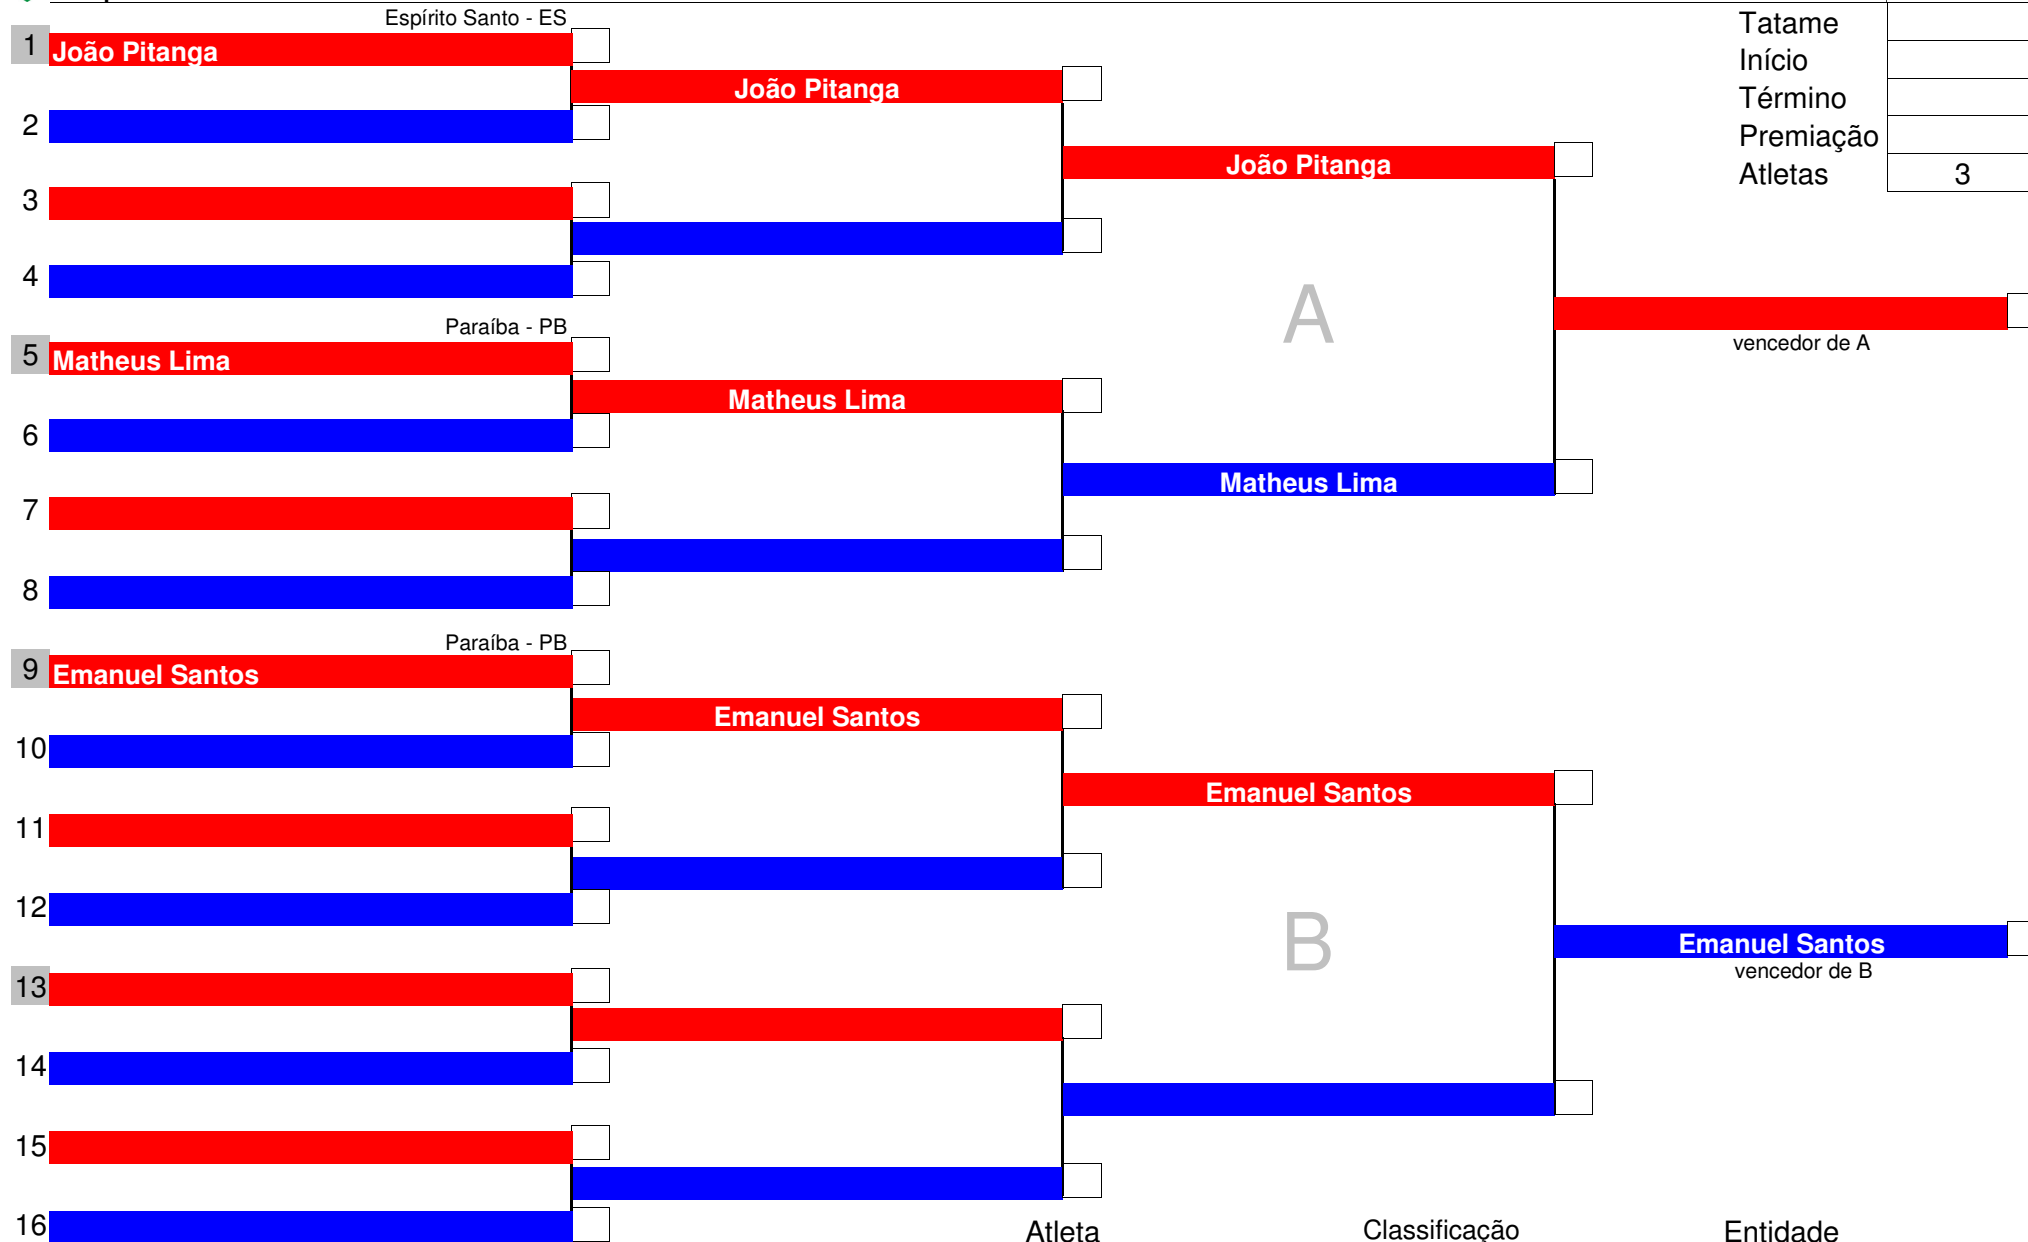 Espírito Santo - ES
Tatame
1 João Pitanga
Início
João Pitanga
Término
2
Premiação
João Pitanga
Atletas 3
3
4
Paraíba - PB
A
vencedor de A
5 Matheus Lima
Matheus Lima
6
Matheus Lima
7
8
Paraíba - PB
9 Emanuel Santos
Emanuel Santos
10
Emanuel Santos
11
12
B
Emanuel Santos
vencedor de B
13
14
15
16
Atleta Classificação Entidade